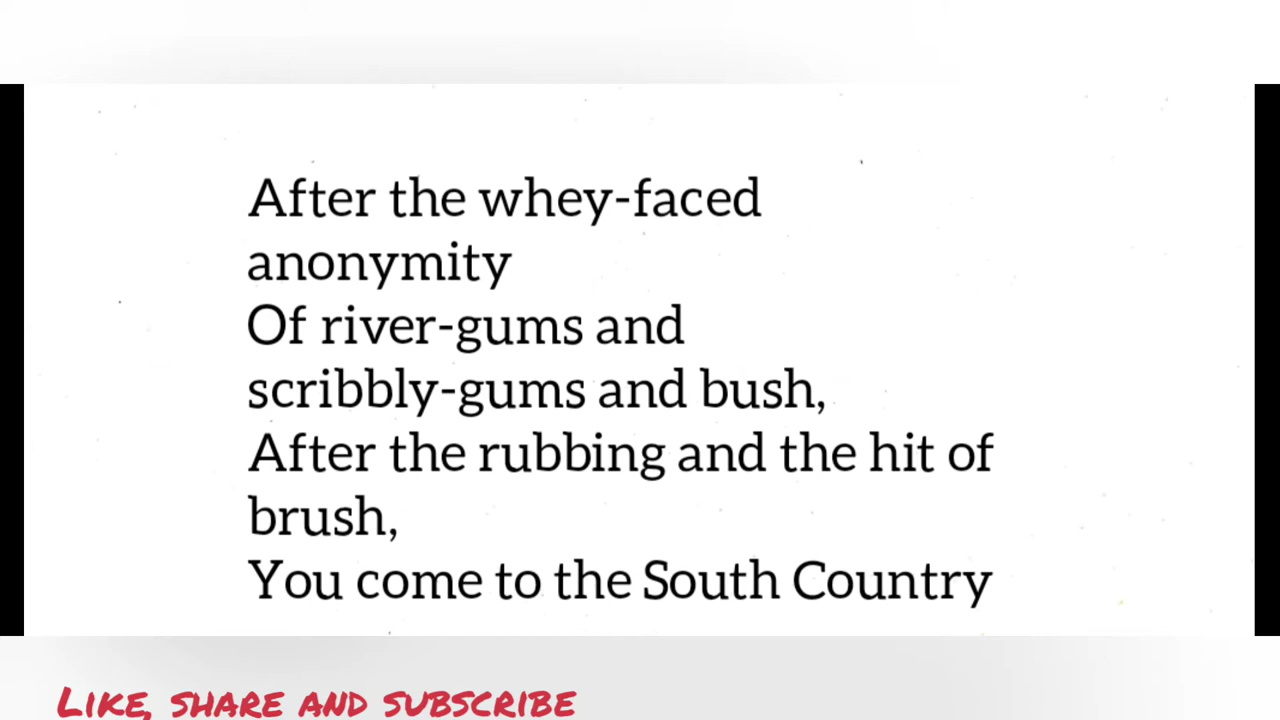 After the whey-faced
anonymity
Of river-gums and
scribbly-gums and bush,
After the rubbing and the hit of
brush,
You come to the South Country
LIKE, SHARE AND SUBSCRIBE